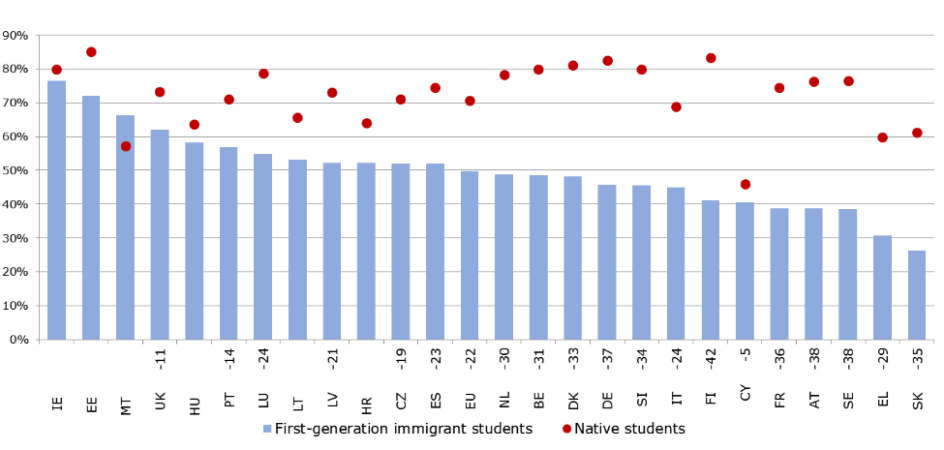 90%
80%
70%
60%
50%
40%
30%
20%
10%
0%
IE
EE
MT
UK -11
HU
PT -14
LU -24
LT
LV -21
HR
CZ -19
ES -23
EU -22
NL -30
BE -31
DK -33
DE -37
SI -34
IT -24
FI -42
CY -5
FR -36
AT -38
SE -38
EL -29
SK -35
First-generation immigrant students
Native students